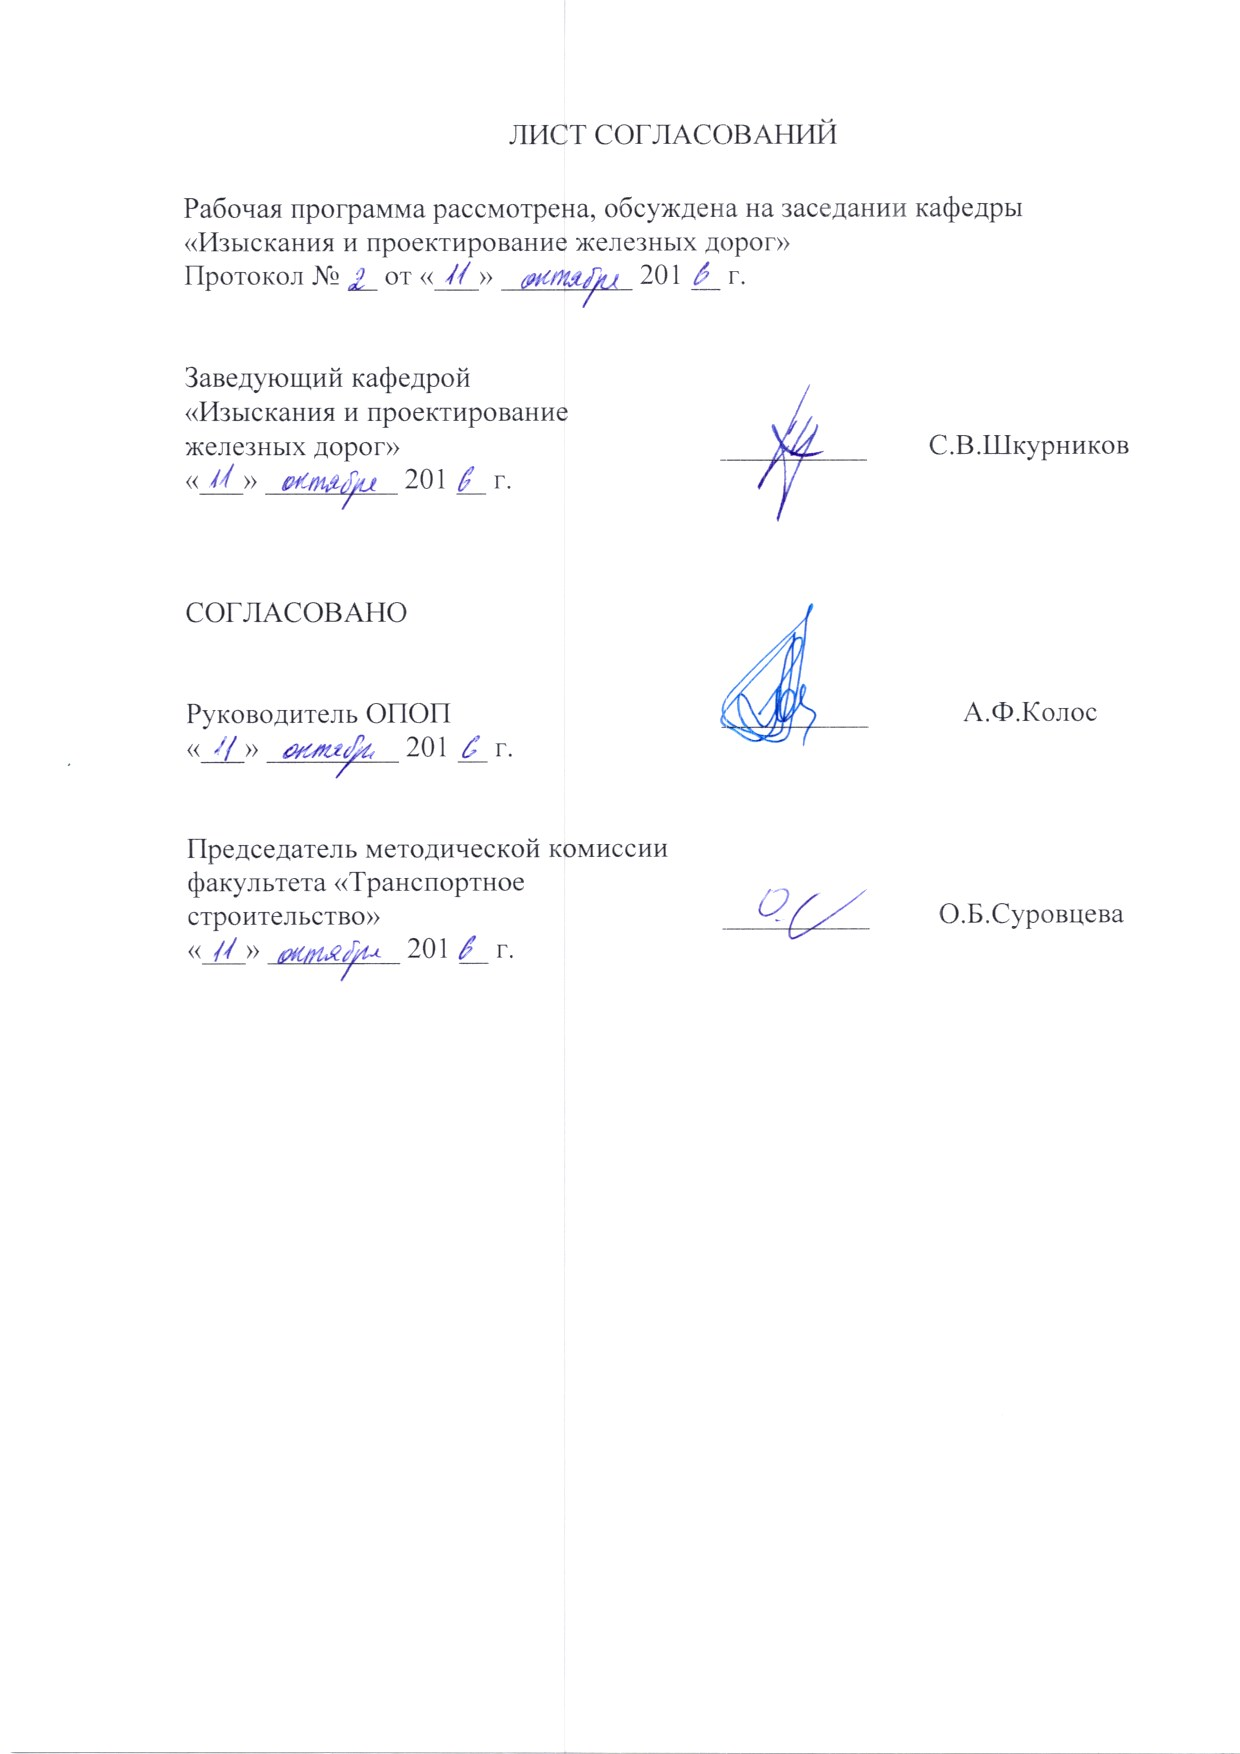 ЛИСТ СОГЛАСОВАНИЙ
Рабочая программа рассмотрена, обсуждена на заседании кафедры
«Изыскания и проектирование железных дорог»
Протокол № 2 от «11» октября 2016 г.
Заведующий кафедрой
«Изыскания и проектирование
железных дорог» С.В.Шкурников
«11» октября 2016 г.
СОГЛАСОВАНО
Руководитель ОПОП А.Ф.Колос
«11» октября 2016 г.
Председатель методической комиссии
факультета «Транспортное
строительство» О.Б.Суровцева
«11» октября 2016 г.